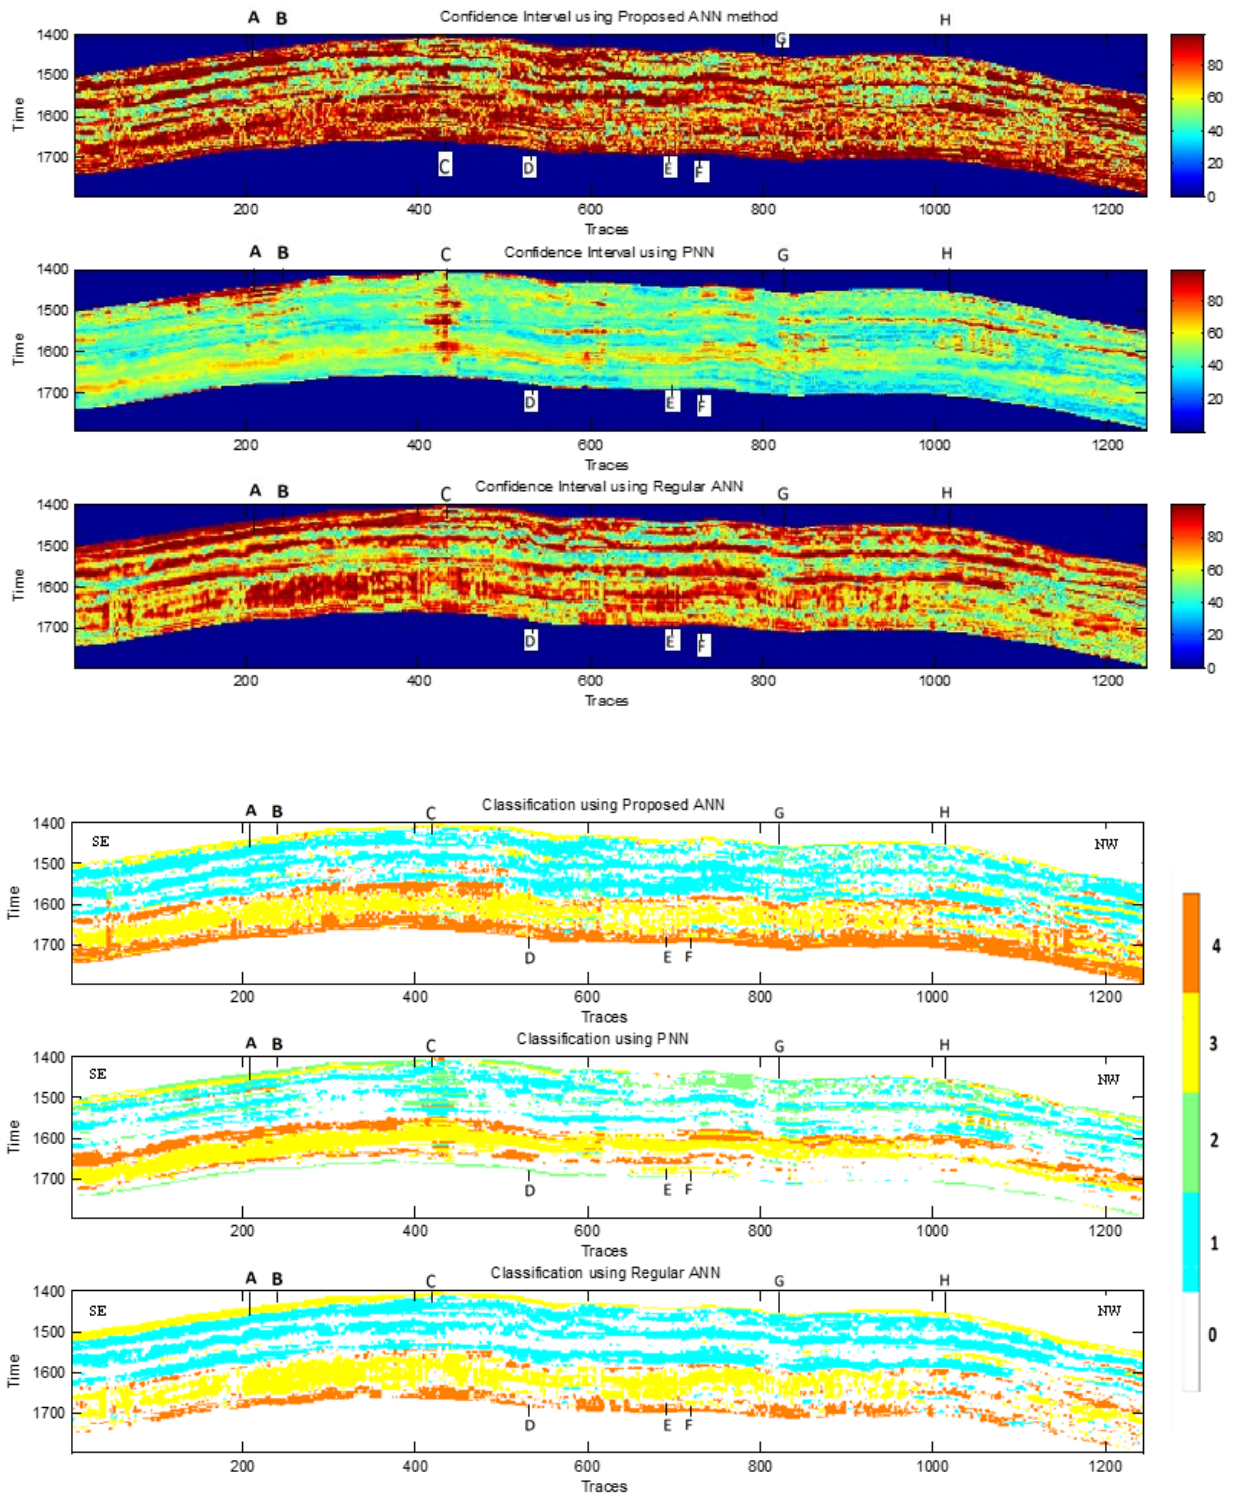 A B Confidence Interval using Proposed ANN method H
G
1400
1500
1600
1700
Time
80
60
40
20
0
C D E F
200 400 600 800 1000 1200
Traces
A B C Confidence Interval using PNN G H
1400
1500
1600
1700
Time
80
60
40
20
D E F
200 400 600 800 1000 1200
Traces
A B C Confidence Interval using Regular ANN G H
1400
1500
1600
1700
Time
80
60
40
20
0
D E F
200 400 600 800 1000 1200
Traces
A B C Classification using Proposed ANN G H
1400
1500
1600
1700
Time
SE NW
D E F
200 400 600 800 1000 1200
Traces
A B C Classification using PNN G H
1400
1500
1600
1700
Time
SE NW
D E F
200 400 600 800 1000 1200
Traces
A B C Classification using Regular ANN G H
1400
1500
1600
1700
Time
SE NW
D E F
200 400 600 800 1000 1200
Traces
4
3
2
1
0